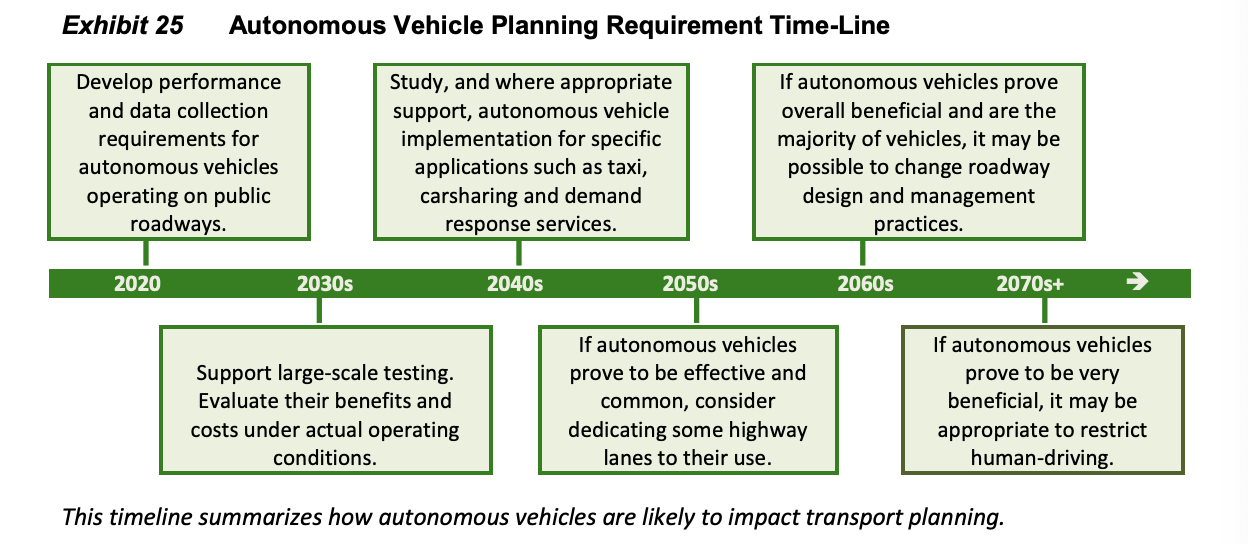 Exhibit 25 Autonomous Vehicle Planning Requirement Time-Line
Develop performance
and data collection
requirements for
autonomous vehicles
operating on public
roadways.
Study, and where appropriate
support, autonomous vehicle
implementation for specific
applications such as taxi,
carsharing and demand
response services.
If autonomous vehicles prove
overall beneficial and are the
majority of vehicles, it may be
possible to change roadway
design and management
practices.
2020 2030s 2040s 2050s 2060s 2070s+ →
Support large-scale testing.
Evaluate their benefits and
costs under actual operating
conditions.
If autonomous vehicles
prove to be effective and
common, consider
dedicating some highway
lanes to their use.
If autonomous vehicles
prove to be very
beneficial, it may be
appropriate to restrict
human-driving.
This timeline summarizes how autonomous vehicles are likely to impact transport planning.